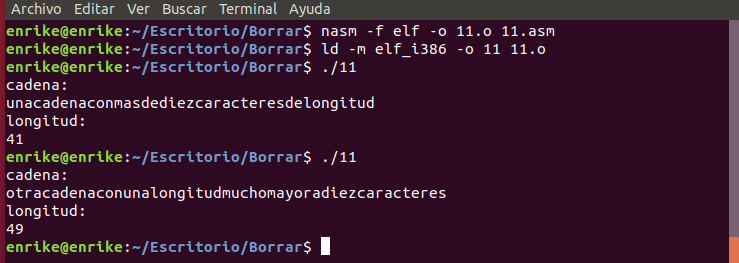 Archivo Editar Ver Buscar Terminal Ayuda
enrike@enrike:~/Escritorio/Borrar$ nasm -f elf -o 11.o 11.asm
enrike@enrike:~/Escritorio/Borrar$ ld -m elf_i386 -o 11 11.o
enrike@enrike:~/Escritorio/Borrar$ ./11
cadena:
unacadenaconmasdediezcaracteresdelongitud
longitud:
41
enrike@enrike:~/Escritorio/Borrar$ ./11
cadena:
otracadenaconunalongitudmuchomayoradiezcaracteres
longitud:
49
enrike@enrike:~/Escritorio/Borrar$